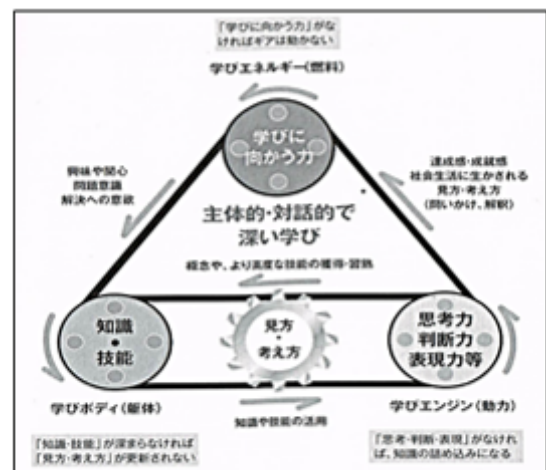 「学びに向かう力」がな
ければギアは動かない
学びエネルギー(燃料)
学びに
向かう力
興味や関心
問題意識
解決への意欲
達成感・成就感
社会生活に生かされる
見方・考え方
(問いかけ、解釈)
主体的・対話的で
深い学び
概念や、より高度な技能の獲得・習熟
知識
・
技能
見方
・
考え方
思考力
判断力
表現力等
学びボディ(躯体)
知識や技能の活用
学びエンジン(動力)
「知識・技能」が深まらなければ
「見方・考え方」が更新されない
「思考・判断・表現」がなけれ
ば、知識の詰め込みになる